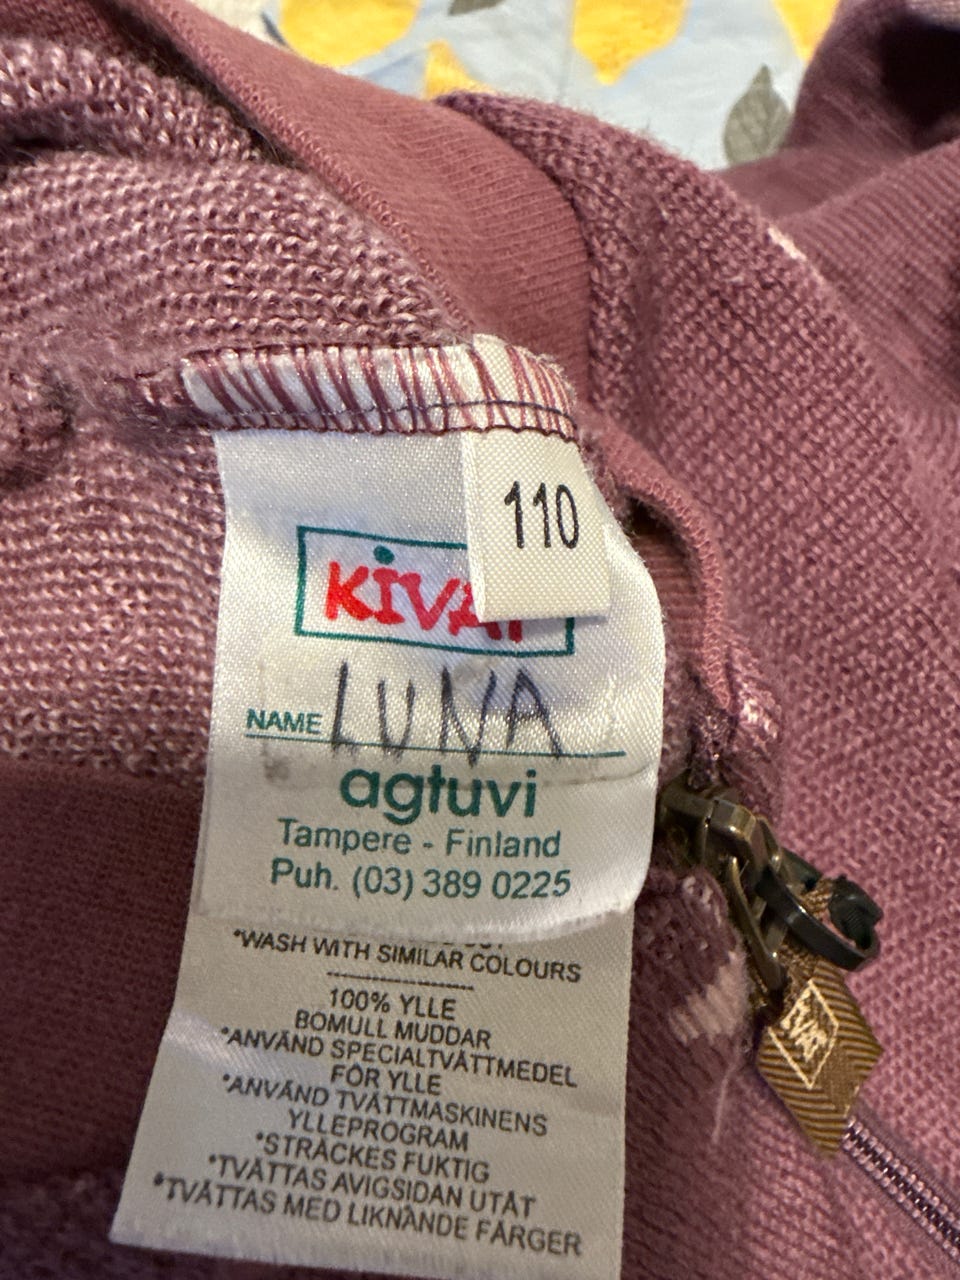 110
KIVAT
NAME LUNA
agtuvi
Tampere - Finland
Puh. (03) 389 0225
*WASH WITH SIMILAR COLOURS
100% YLLE
BOMULL MUDDAR
*ANVÄND SPECIALTVÄTTMEDEL
FÖR YLLE
*ANVÄND TVÄTTMASKINENS
YLLEPROGRAM
*STRÄCKES FUKTIG
*TVÄTTAS AVIGSIDAN UTÅT
*TVÄTTAS MED LIKNANDE FÄRGER
KIVAT